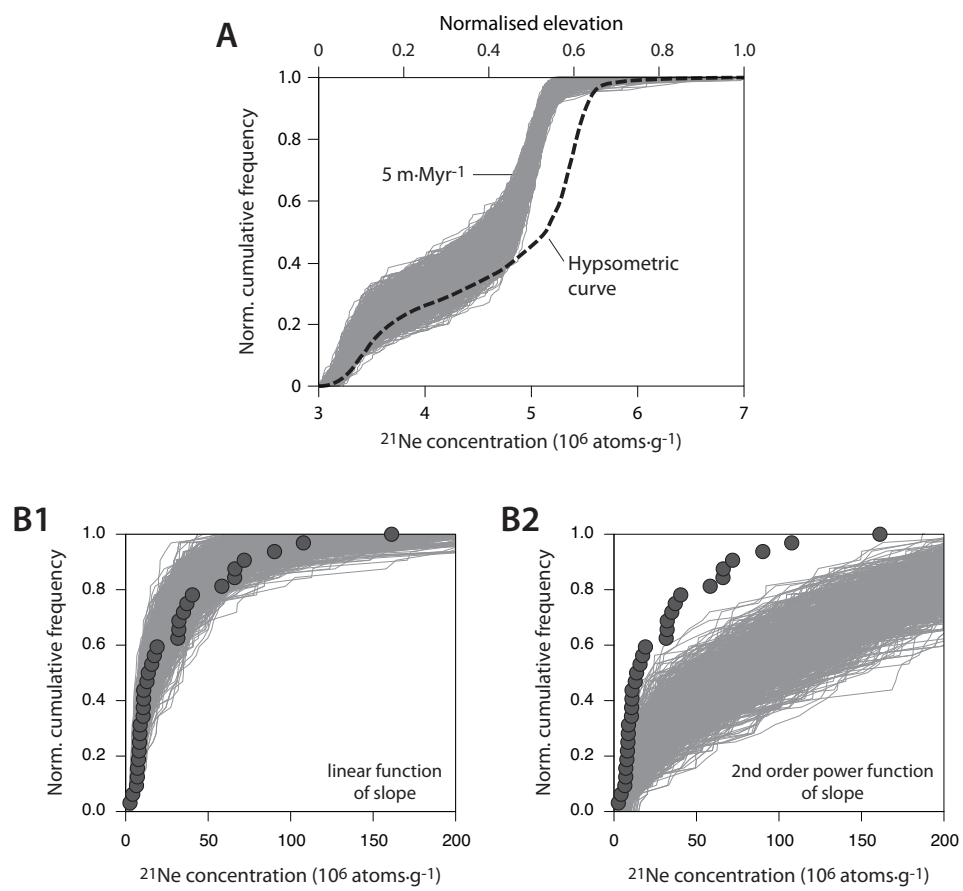 A
Normalised elevation
0 0.2 0.4 0.6 0.8 1.0
1.0
0.8
0.6
0.4
0.2
0
Norm. cumulative frequency
5 m·Myr⁻¹
Hypsometric
curve
3 4 5 6 7
²¹Ne concentration (10⁶ atoms·g⁻¹)
B1
1.0
0.8
0.6
0.4
0.2
0.0
Norm. cumulative frequency
linear function
of slope
0 50 100 150 200
²¹Ne concentration (10⁶ atoms·g⁻¹)
B2
1.0
0.8
0.6
0.4
0.2
0.0
Norm. cumulative frequency
2nd order power function
of slope
0 50 100 150 200
²¹Ne concentration (10⁶ atoms·g⁻¹)